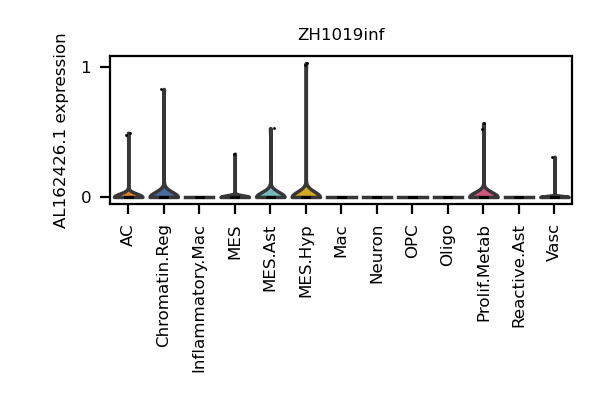 ZH1019inf
AL162426.1 expression
1
0
AC
Chromatin.Reg
Inflammatory.Mac
MES
MES.Ast
MES.Hyp
Mac
Neuron
OPC
Oligo
Prolif.Metab
Reactive.Ast
Vasc